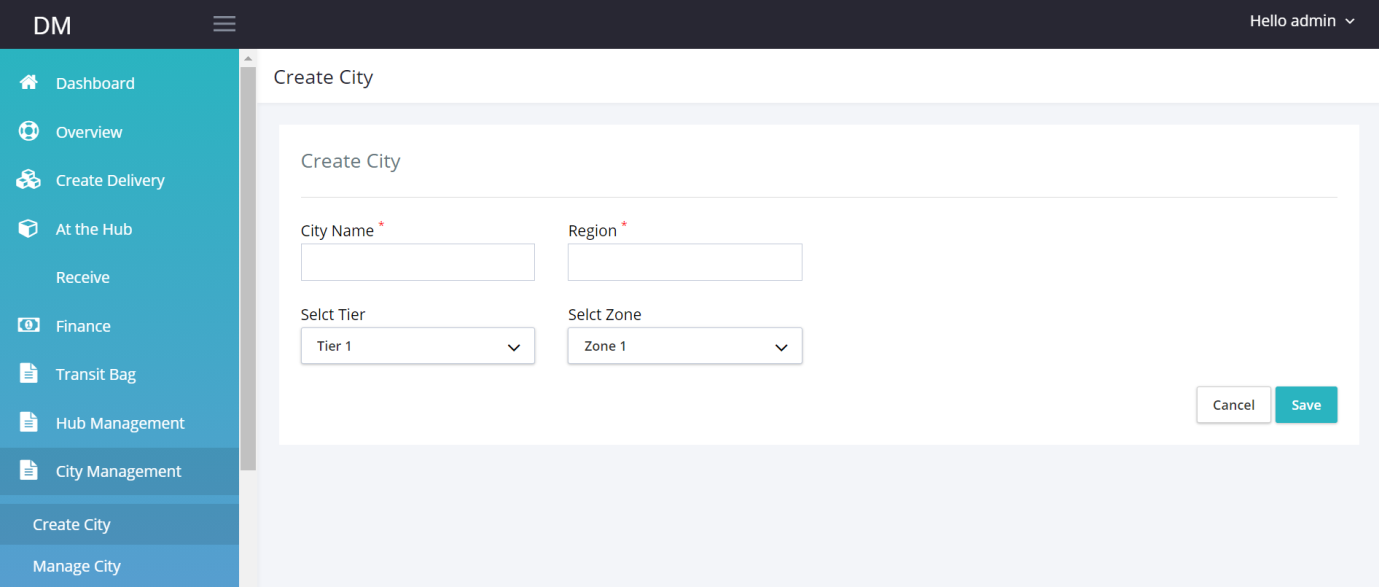 DM
Hello admin
Dashboard
Overview
Create Delivery
At the Hub
Receive
Finance
Transit Bag
Hub Management
City Management
Create City
Manage City
Create City
Create City
City Name * Region *
Selct Tier Selct Zone
Tier 1 Zone 1
Cancel Save